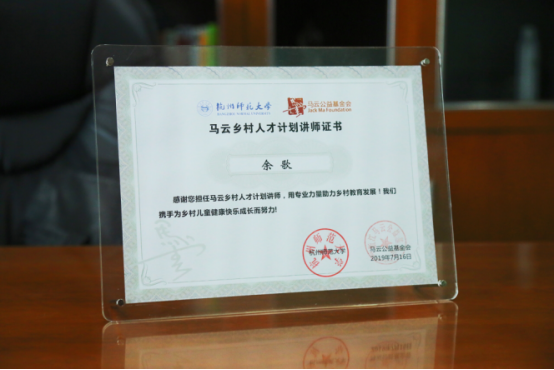 杭州师范大学
马云公益基金会
Jack Ma Foundation
马云乡村人才计划讲师证书
余歌
感谢您担任马云乡村人才计划讲师，用专业力量助力乡村教育发展！我们
携手为乡村儿童健康快乐成长而努力!
杭州师范大学
马云公益基金会
2019年7月16日